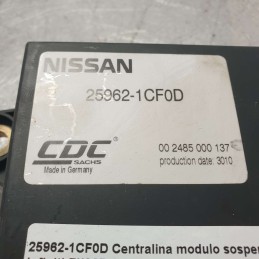 NISSAN
25962-1CF0D
CDC
SACHS
Made in Germany
00 2485 000 137
production date: 3010
25962-1CF0D Centralina modulo sospe